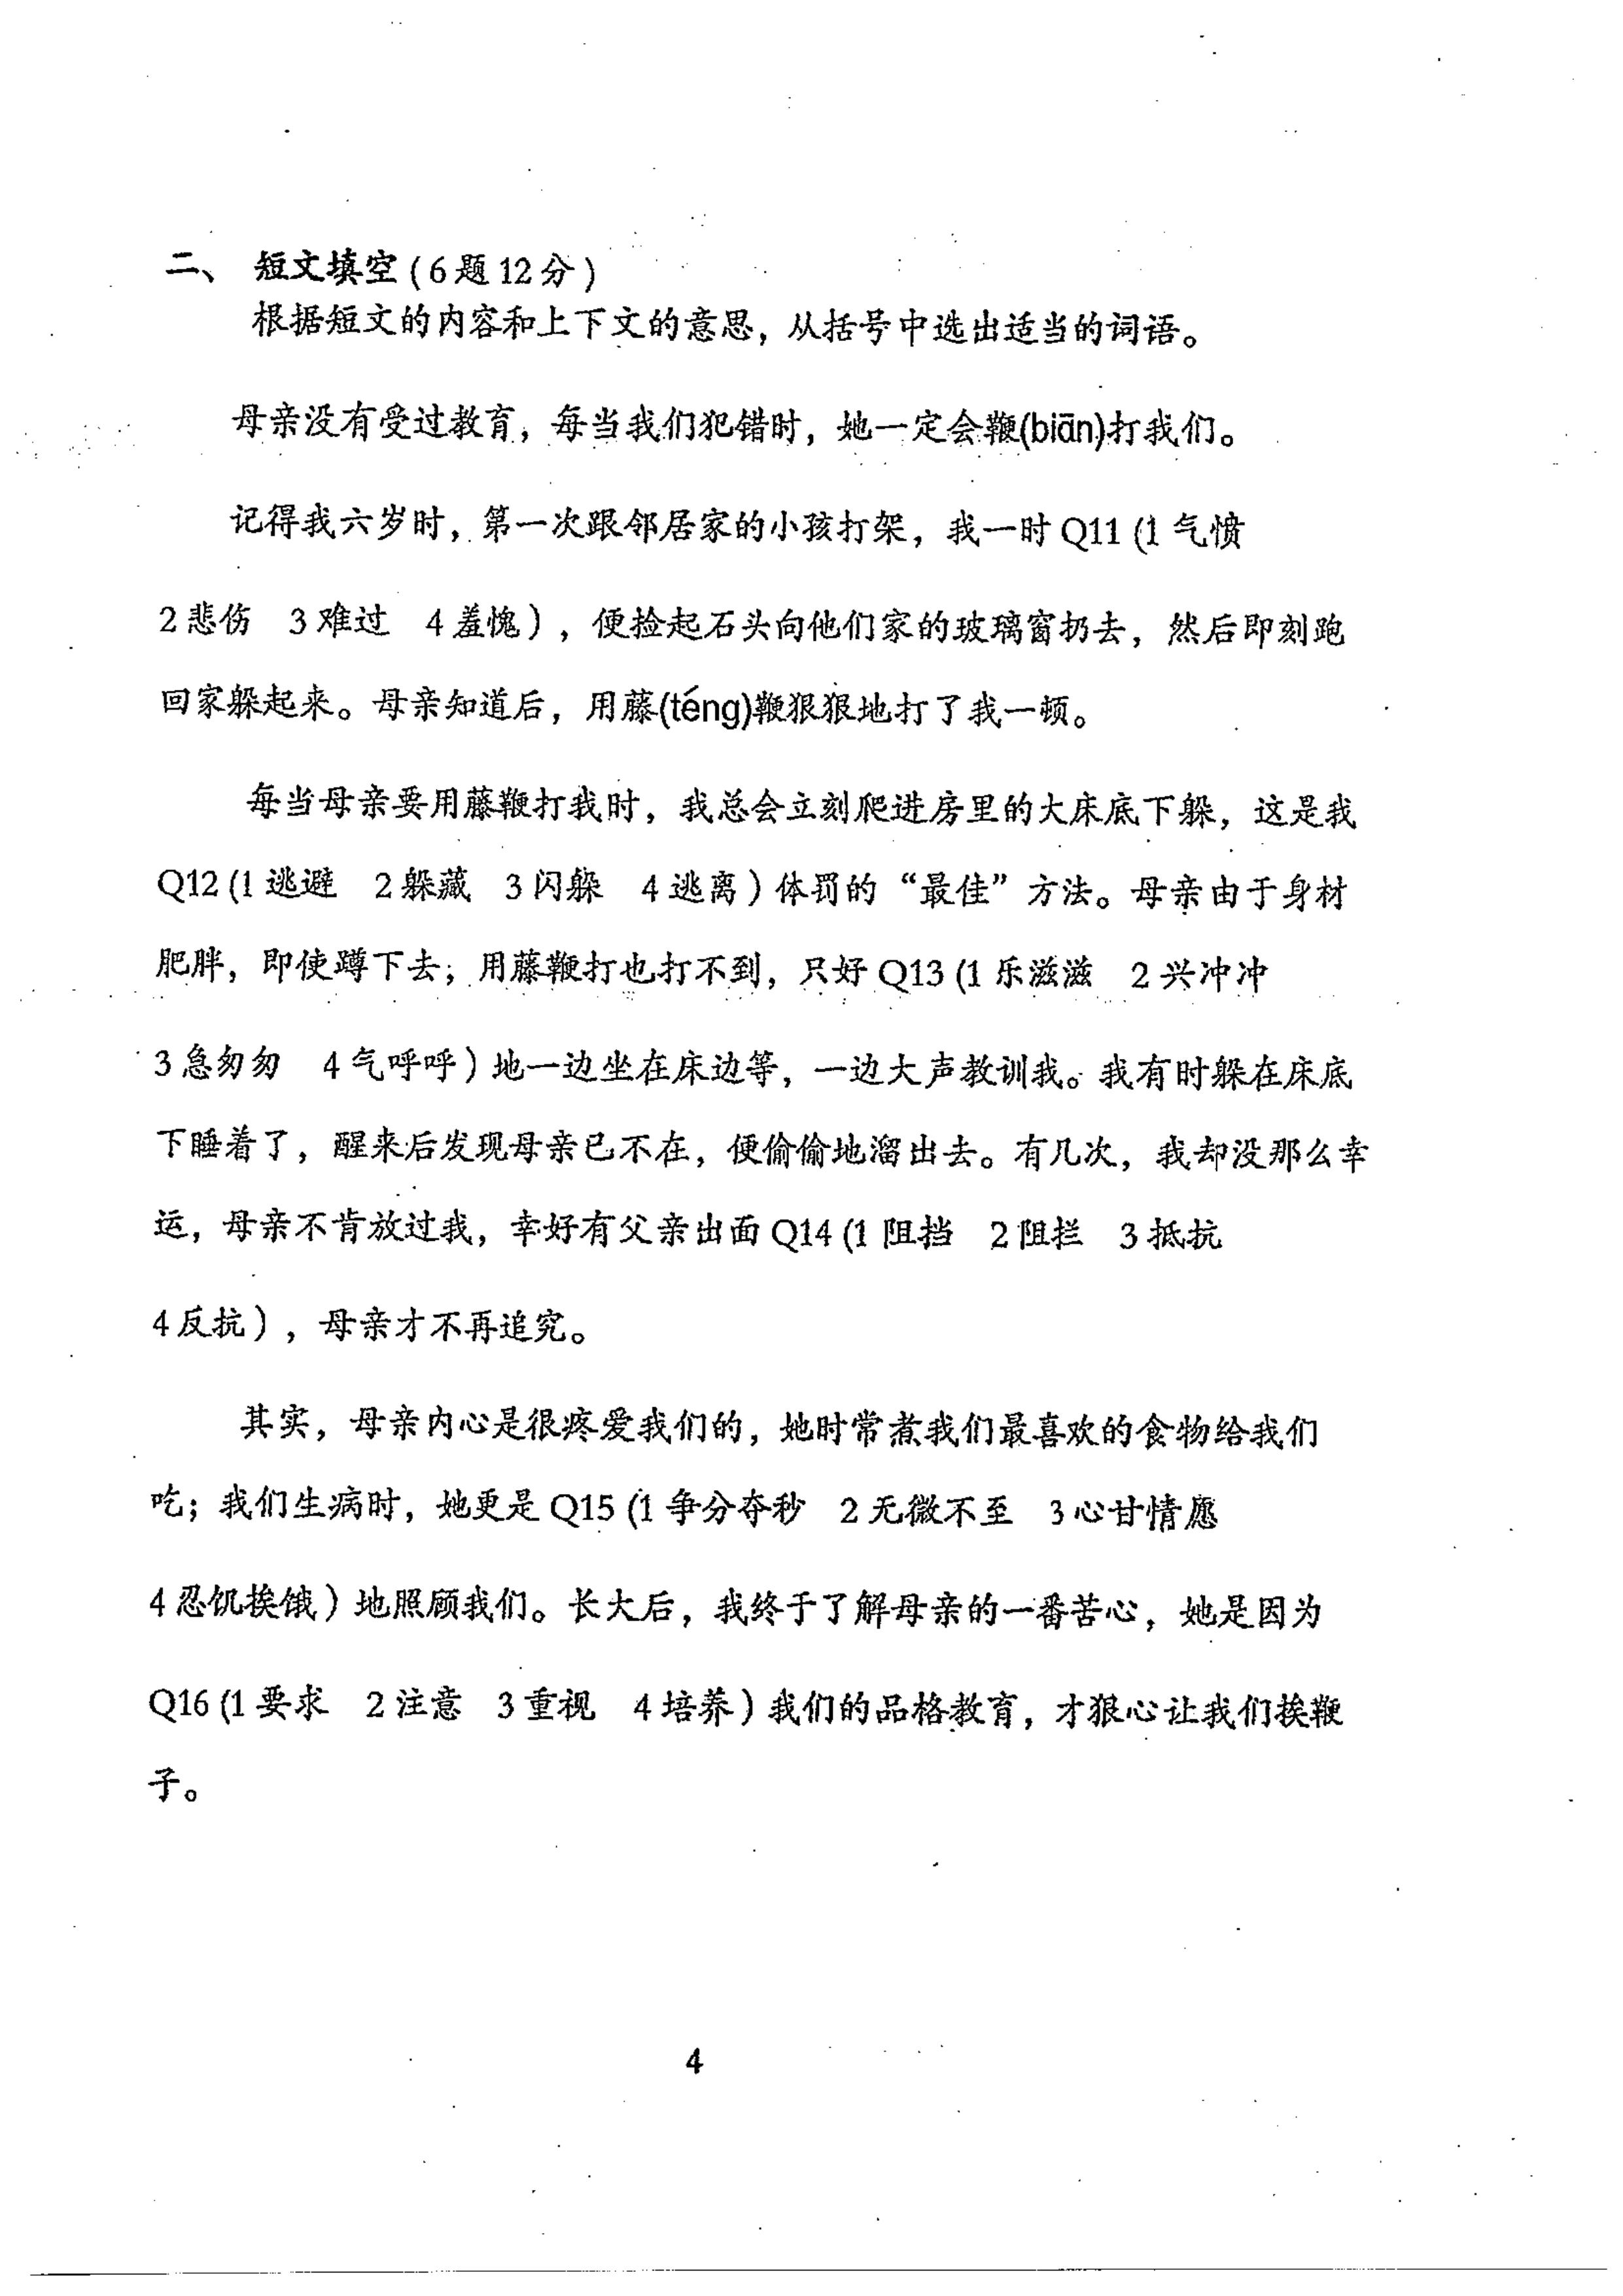 二、 短文填空(6题12分)
根据短文的内容和上下文的意思，从括号中选出适当的词语。
母亲没有受过教育，每当我们犯错时，她一定会鞭(biān)打我们。
记得我六岁时，第一次跟邻居家的小孩打架，我一时Q11 (1 气愤
2 悲伤 3 难过 4 羞愧)，便捡起石头向他们家的玻璃窗扔去，然后即刻跑
回家躲起来。母亲知道后，用藤(téng)鞭狠狠地打了我一顿。
每当母亲要用藤鞭打我时，我总会立刻爬进房里的大床底下躲，这是我
Q12 (1 逃避 2 躲藏 3 闪躲 4 逃离) 体罚的“最佳”方法。母亲由于身材
肥胖，即使蹲下去；用藤鞭打也打不到，只好 Q13 (1 乐滋滋 2 兴冲冲
3 急匆匆 4 气呼呼) 地一边坐在床边等，一边大声教训我。我有时躲在床底
下睡着了，醒来后发现母亲已不在，便偷偷地溜出去。有几次，我却没那么幸
运，母亲不肯放过我，幸好有父亲出面 Q14 (1 阻挡 2 阻拦 3 抵抗
4 反抗)，母亲才不再追究。
其实，母亲内心是很疼爱我们的，她时常煮我们最喜欢的食物给我们
吃；我们生病时，她更是 Q15 (1 争分夺秒 2 无微不至 3 心甘情愿
4 忍饥挨饿) 地照顾我们。长大后，我终于了解母亲的一番苦心，她是因为
Q16 (1 要求 2 注意 3 重视 4 培养) 我们的品格教育，才狠心让我们挨鞭
子。
4